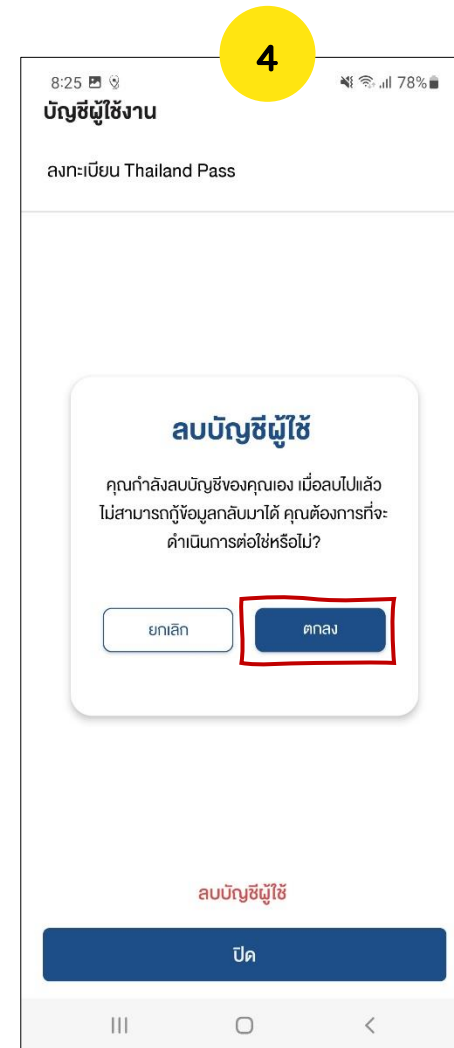 4
8:25 78%
บัญชีผู้ใช้งาน
ลงทะเบียน Thailand Pass
ลบบัญชีผู้ใช้
คุณกำลังลบบัญชีของคุณเอง เมื่อลบไปแล้ว
ไม่สามารถกู้ข้อมูลกลับมาได้ คุณต้องการที่จะ
ดำเนินการต่อใช่หรือไม่?
ยกเลิก ตกลง
ลบบัญชีผู้ใช้
ปิด